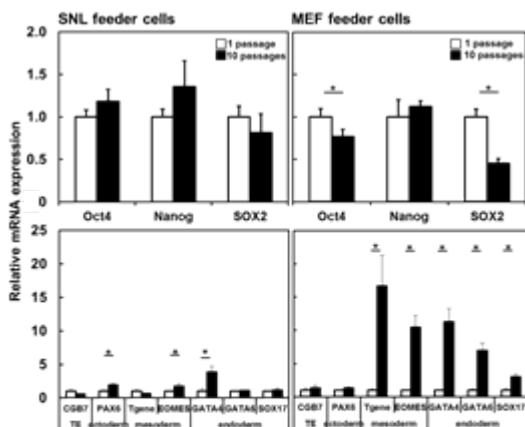 SNL feeder cells
MEF feeder cells
1 passage
10 passages
1 passage
10 passages
Relative mRNA expression
2.0
1.5
1.0
0.5
0
Oct4 Nanog SOX2
Oct4 Nanog SOX2
* *
25
20
15
10
5
0
* * *
* * * * *
CGB7 PAX6 Tgene EOMES GATA4 GATA6 SOX17
CGB7 PAX6 Tgene EOMES GATA4 GATA6 SOX17
TE ectoderm mesoderm endoderm
TE ectoderm mesoderm endoderm